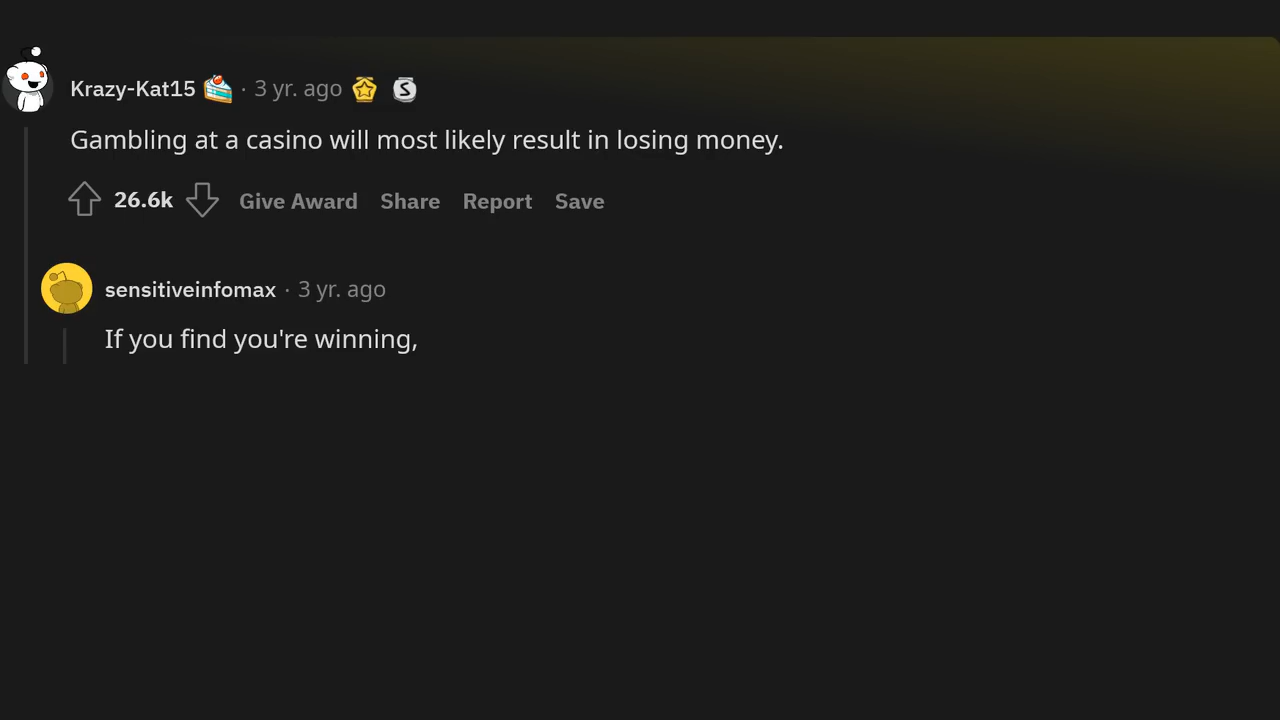 Krazy-Kat15 · 3 yr. ago
Gambling at a casino will most likely result in losing money.
26.6k Give Award Share Report Save
sensitiveinfomax · 3 yr. ago
If you find you're winning,